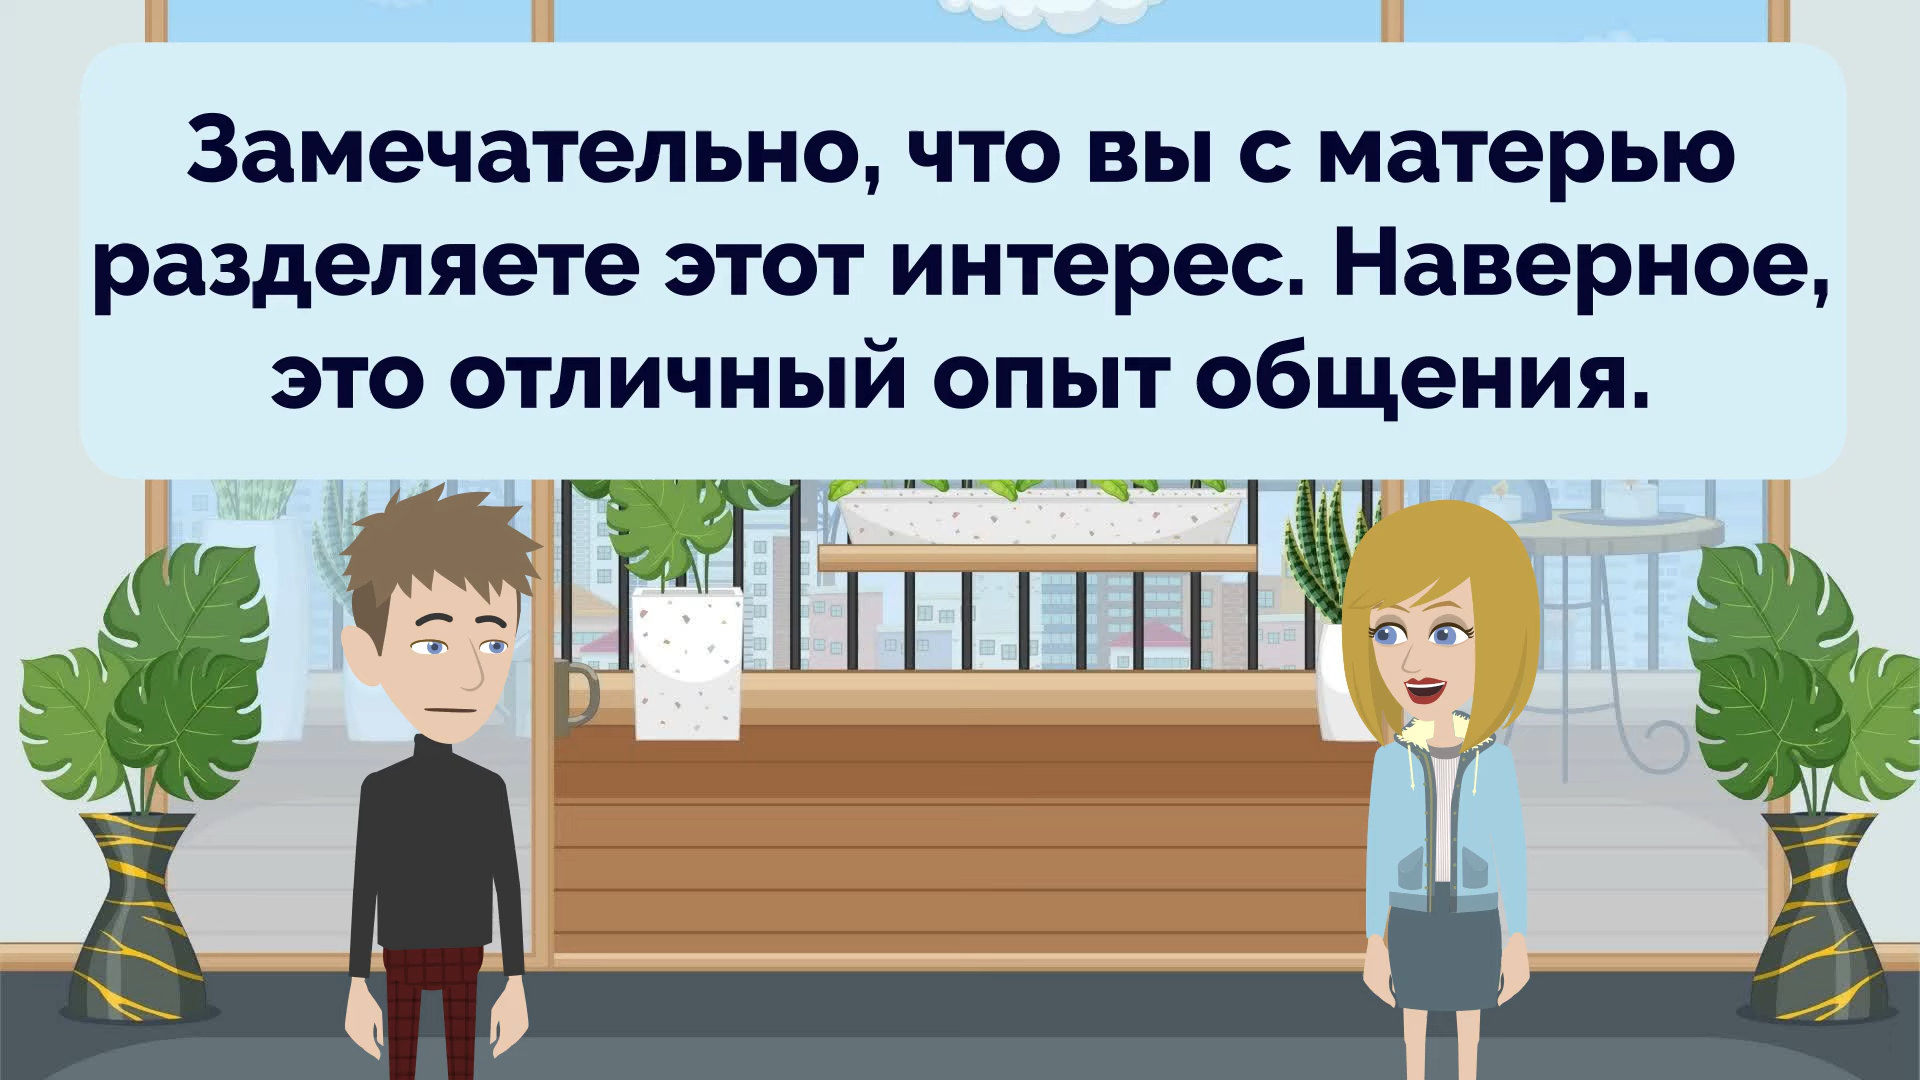 Замечательно, что вы с матерью
разделяете этот интерес. Наверное,
это отличный опыт общения.